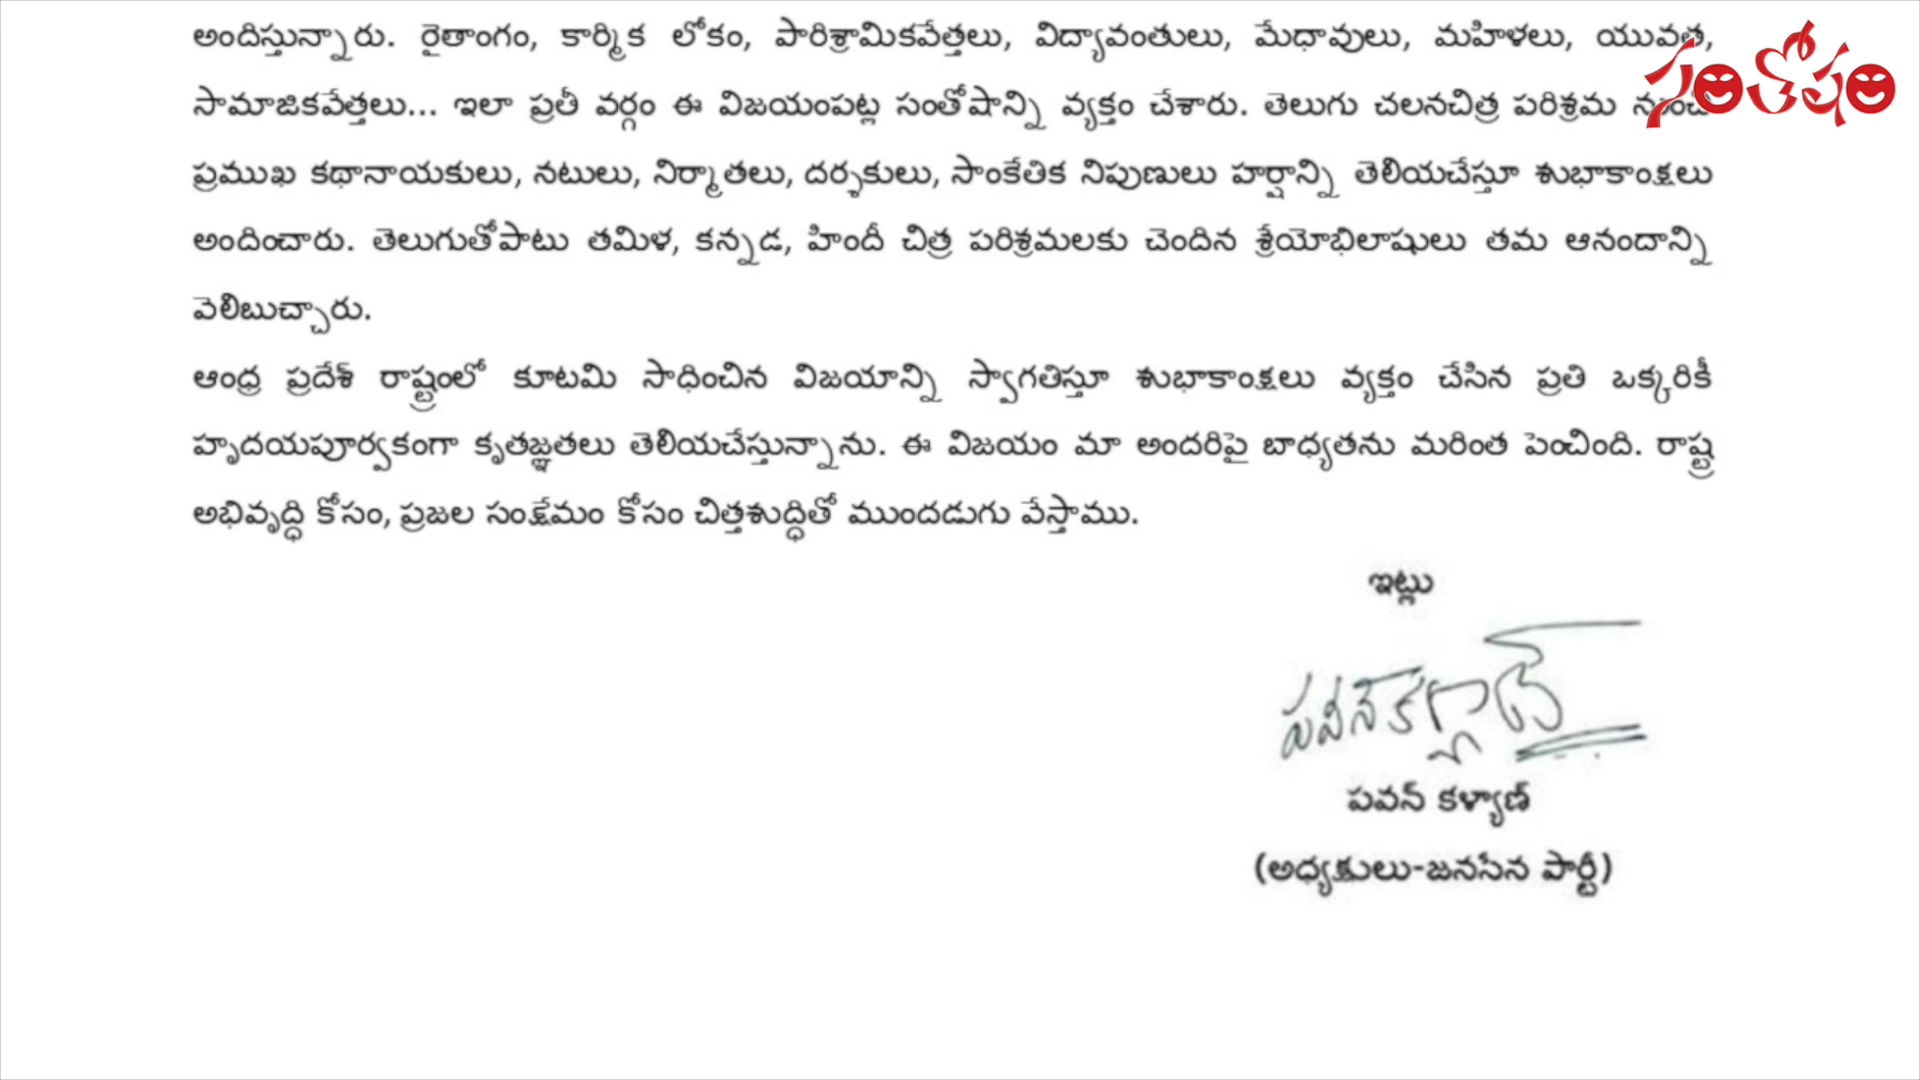 అందిస్తున్నారు. రైతాంగం, కార్మిక లోకం, పారిశ్రామికవేత్తలు, విద్యావంతులు, మేధావులు, మహిళలు, యువత,
సంతోషం
సామాజికవేత్తలు... ఇలా ప్రతీ వర్గం ఈ విజయంపట్ల సంతోషాన్ని వ్యక్తం చేశారు. తెలుగు చలనచిత్ర పరిశ్రమ
ప్రముఖ కథానాయకులు, నటులు, నిర్మాతలు, దర్శకులు, సాంకేతిక నిపుణులు హర్షాన్ని తెలియచేస్తూ శుభాకాంక్షలు
అందించారు. తెలుగుతోపాటు తమిళ, కన్నడ, హిందీ చిత్ర పరిశ్రమలకు చెందిన శ్రేయోభిలాషులు తమ ఆనందాన్ని
వెలిబుచ్చారు.
ఆంధ్ర ప్రదేశ్ రాష్ట్రంలో కూటమి సాధించిన విజయాన్ని స్వాగతిస్తూ శుభాకాంక్షలు వ్యక్తం చేసిన ప్రతి ఒక్కరికీ
హృదయపూర్వకంగా కృతజ్ఞతలు తెలియచేస్తున్నాను. ఈ విజయం మా అందరిపై బాధ్యతను మరింత పెంచింది. రాష్ట్ర
అభివృద్ధి కోసం, ప్రజల సంక్షేమం కోసం చిత్తశుద్ధితో ముందడుగు వేస్తాము.
ఇట్లు
పవన్ కళ్యాణ్
పవన్ కళ్యాణ్
(అధ్యక్షులు-జనసేన పార్టీ)